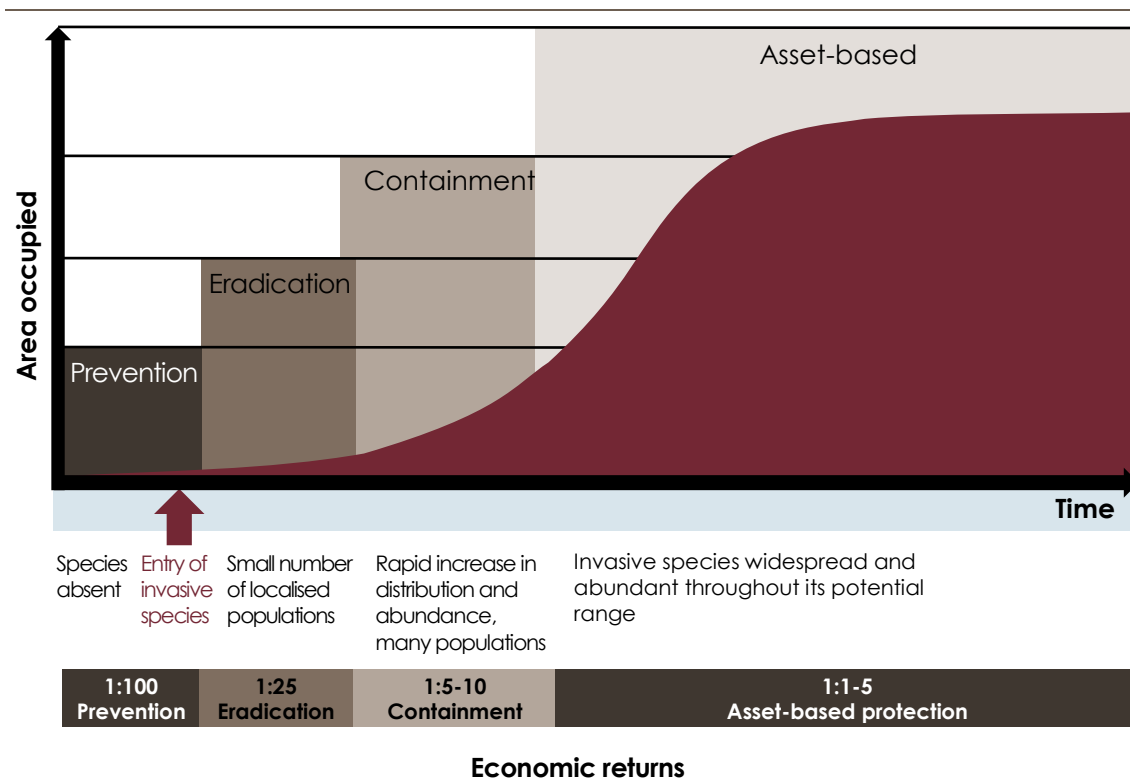 Asset-based
Containment
Eradication
Prevention
Area occupied
Time
Species
absent
Entry of
invasive
species
Small number
of localised
populations
Rapid increase in
distribution and
abundance,
many populations
Invasive species widespread and
abundant throughout its potential
range
1:100
Prevention
1:25
Eradication
1:5-10
Containment
1:1-5
Asset-based protection
Economic returns